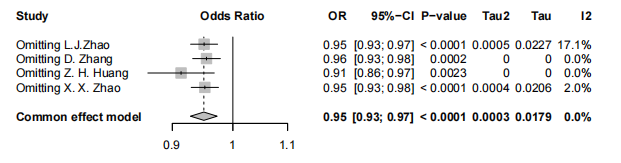 Study Odds Ratio OR 95%-CI P-value Tau2 Tau I2
Omitting L.J.Zhao 0.95 [0.93; 0.97] < 0.0001 0.0005 0.0227 17.1%
Omitting D. Zhang 0.96 [0.93; 0.98] 0.0002 0 0 0.0%
Omitting Z. H. Huang 0.91 [0.86; 0.97] 0.0023 0 0 0.0%
Omitting X. X. Zhao 0.95 [0.93; 0.98] < 0.0001 0.0004 0.0206 2.0%
Common effect model 0.95 [0.93; 0.97] < 0.0001 0.0003 0.0179 0.0%
0.9 1 1.1